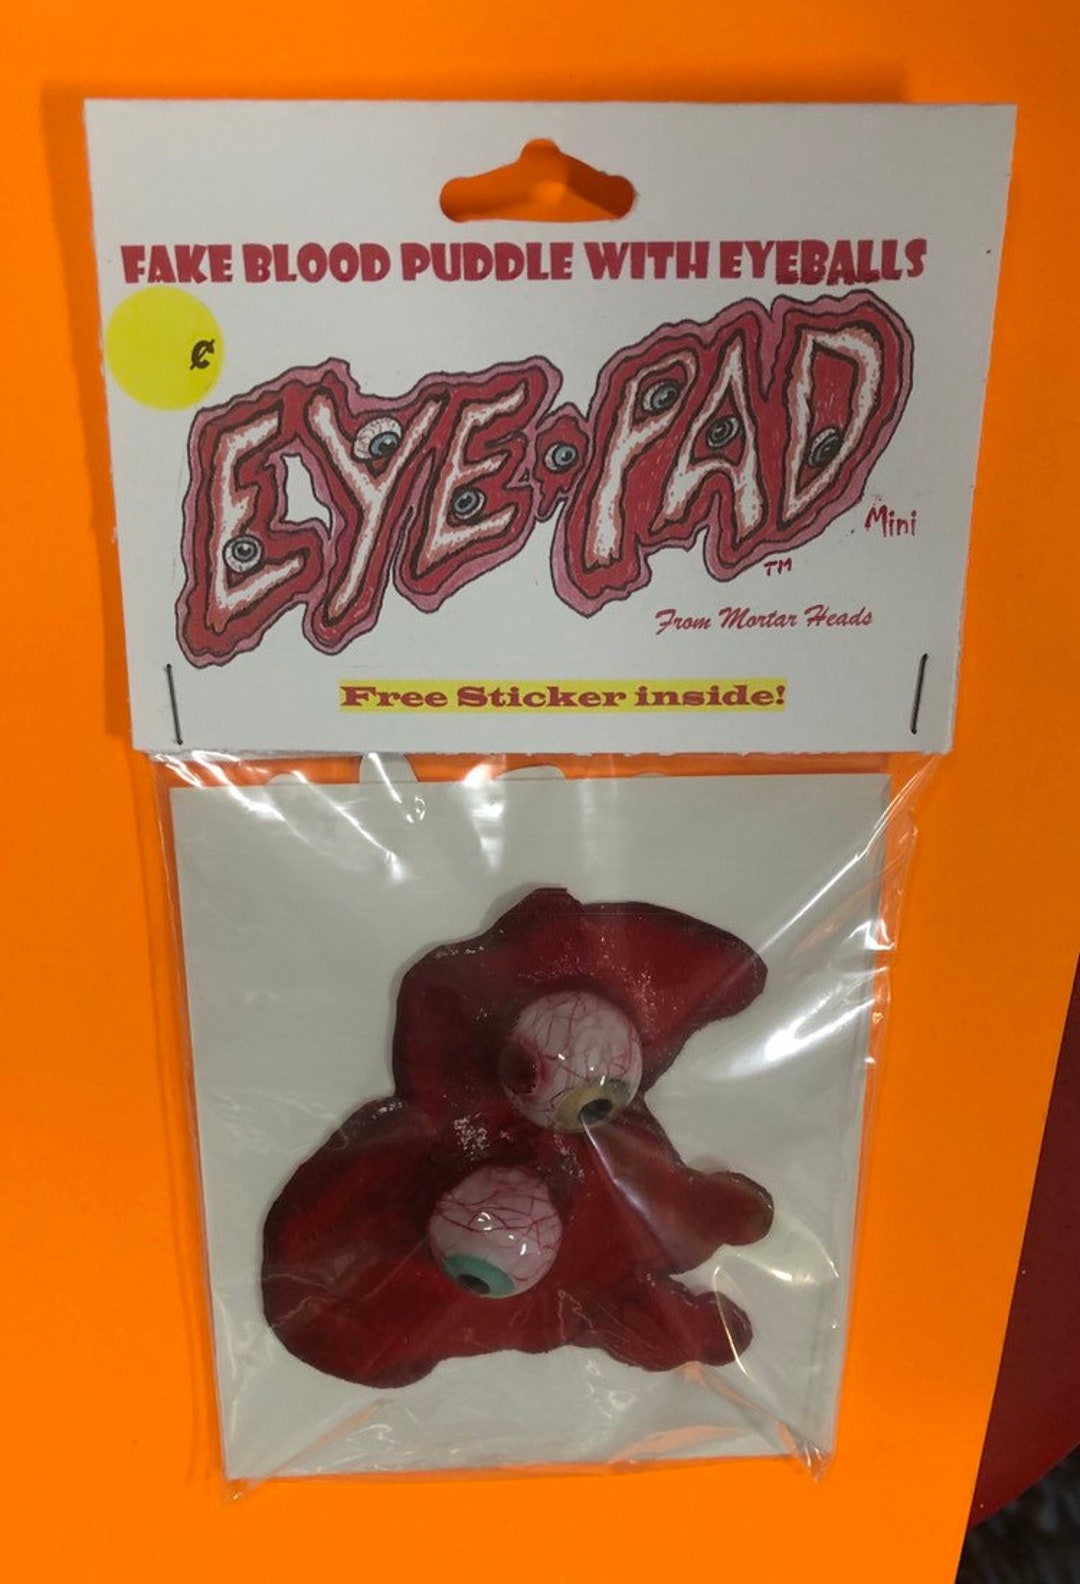 FAKE BLOOD PUDDLE WITH EYEBALLS
¢
EYE-PAD
Mini
TM
From Mortar Heads
Free Sticker inside!